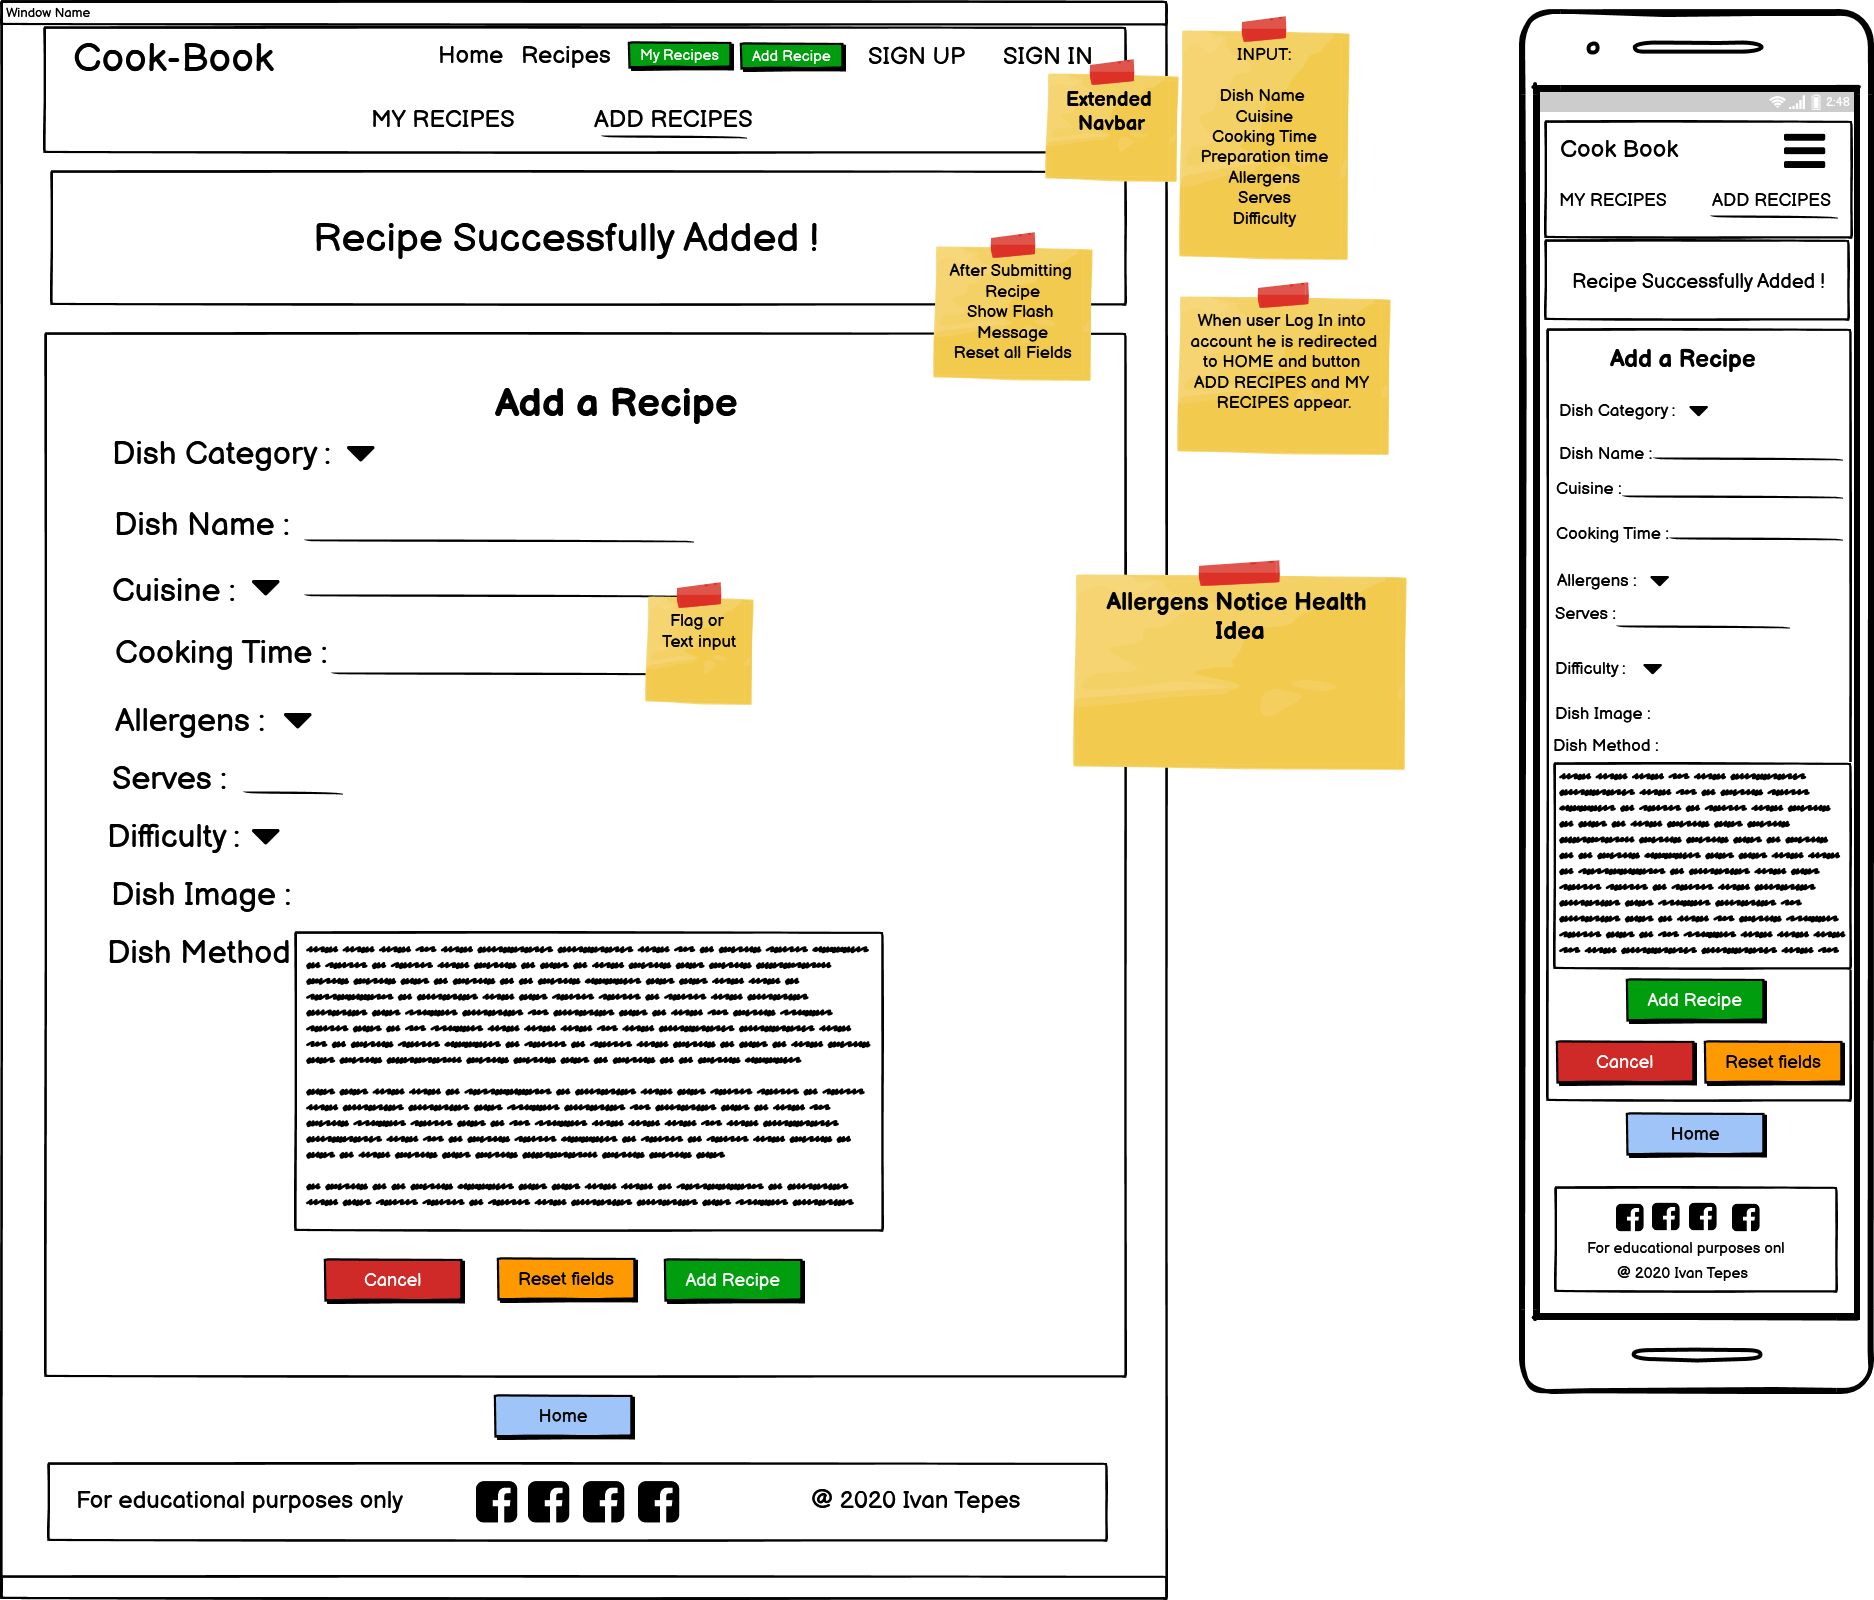 Window Name
Cook-Book
Home Recipes My Recipes Add Recipe SIGN UP SIGN IN
MY RECIPES ADD RECIPES
Extended
Navbar
Recipe Successfully Added !
After Submitting
Recipe
Show Flash
Message
Reset all Fields
Add a Recipe
Dish Category :
Dish Name :
Cuisine :
Flag or
Text input
Cooking Time :
Allergens :
Serves :
Difficulty :
Dish Image :
Dish Method
Cancel Reset fields Add Recipe
Home
For educational purposes only
@ 2020 Ivan Tepes
INPUT:
Dish Name
Cuisine
Cooking Time
Preparation time
Allergens
Serves
Difficulty
When user Log In into
account he is redirected
to HOME and button
ADD RECIPES and MY
RECIPES appear.
Allergens Notice Health
Idea
2:48
Cook Book
MY RECIPES ADD RECIPES
Recipe Successfully Added !
Add a Recipe
Dish Category :
Dish Name :
Cuisine :
Cooking Time :
Allergens :
Serves :
Difficulty :
Dish Image :
Dish Method :
Add Recipe
Cancel Reset fields
Home
For educational purposes onl
@ 2020 Ivan Tepes